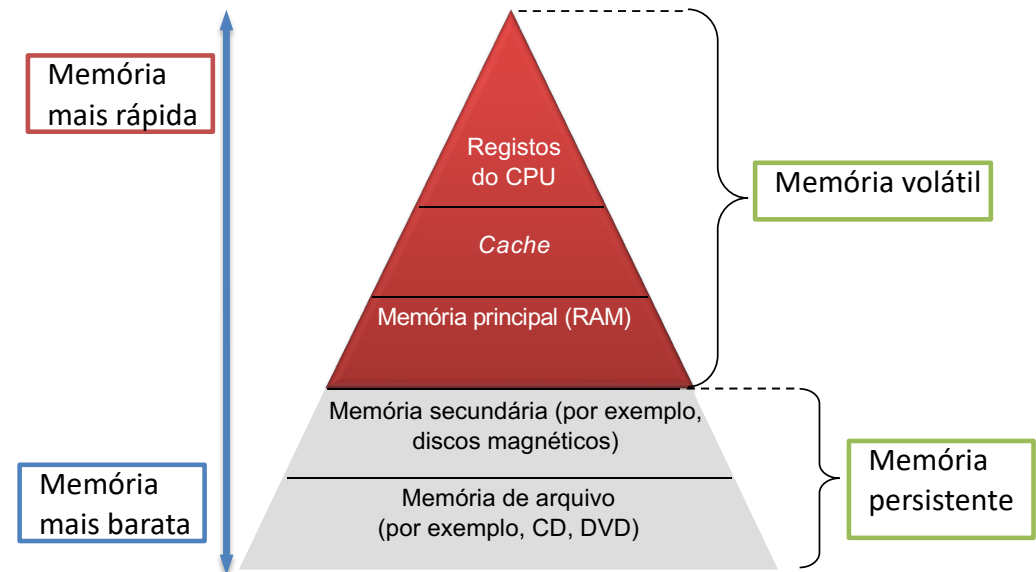 Memória
mais rápida
Registos
do CPU
Memória volátil
Cache
Memória principal (RAM)
Memória secundária (por exemplo,
discos magnéticos)
Memória
mais barata
Memória de arquivo
(por exemplo, CD, DVD)
Memória
persistente